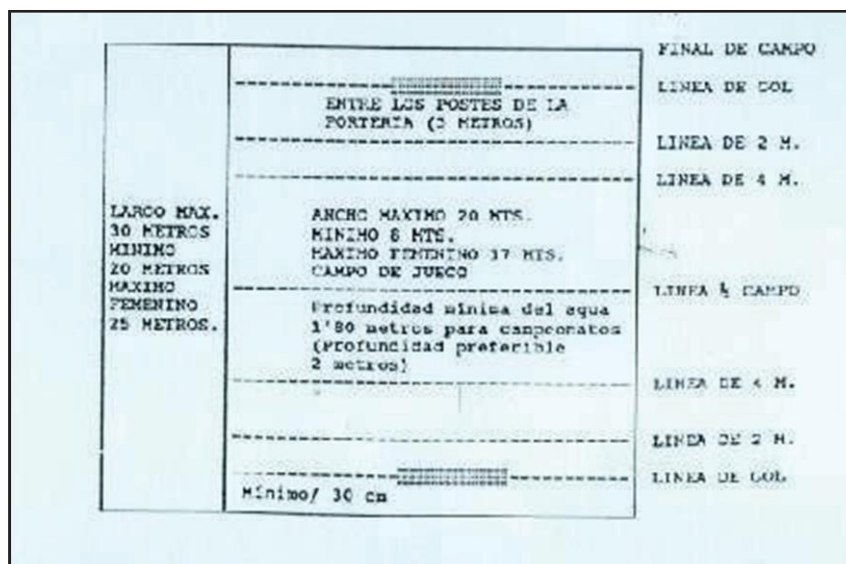 FINAL DE CAMPO
LINEA DE GOL
ENTRE LOS POSTES DE LA
PORTERIA (3 METROS)
LINEA DE 2 M.
LINEA DE 4 M.
LARGO MAX.
30 METROS
MINIMO
20 METROS
MAXIMO
FEMENINO
25 METROS.
ANCHO MAXIMO 20 MTS.
MINIMO 8 MTS.
MAXIMO FEMENINO 17 MTS.
CAMPO DE JUEGO
LINEA ½ CAMPO
Profundidad mínima del agua
1'80 metros para campeonatos
(Profundidad preferible
2 metros)
LINEA DE 4 M.
LINEA DE 2 M.
LINEA DE GOL
Mínimo/ 30 cm